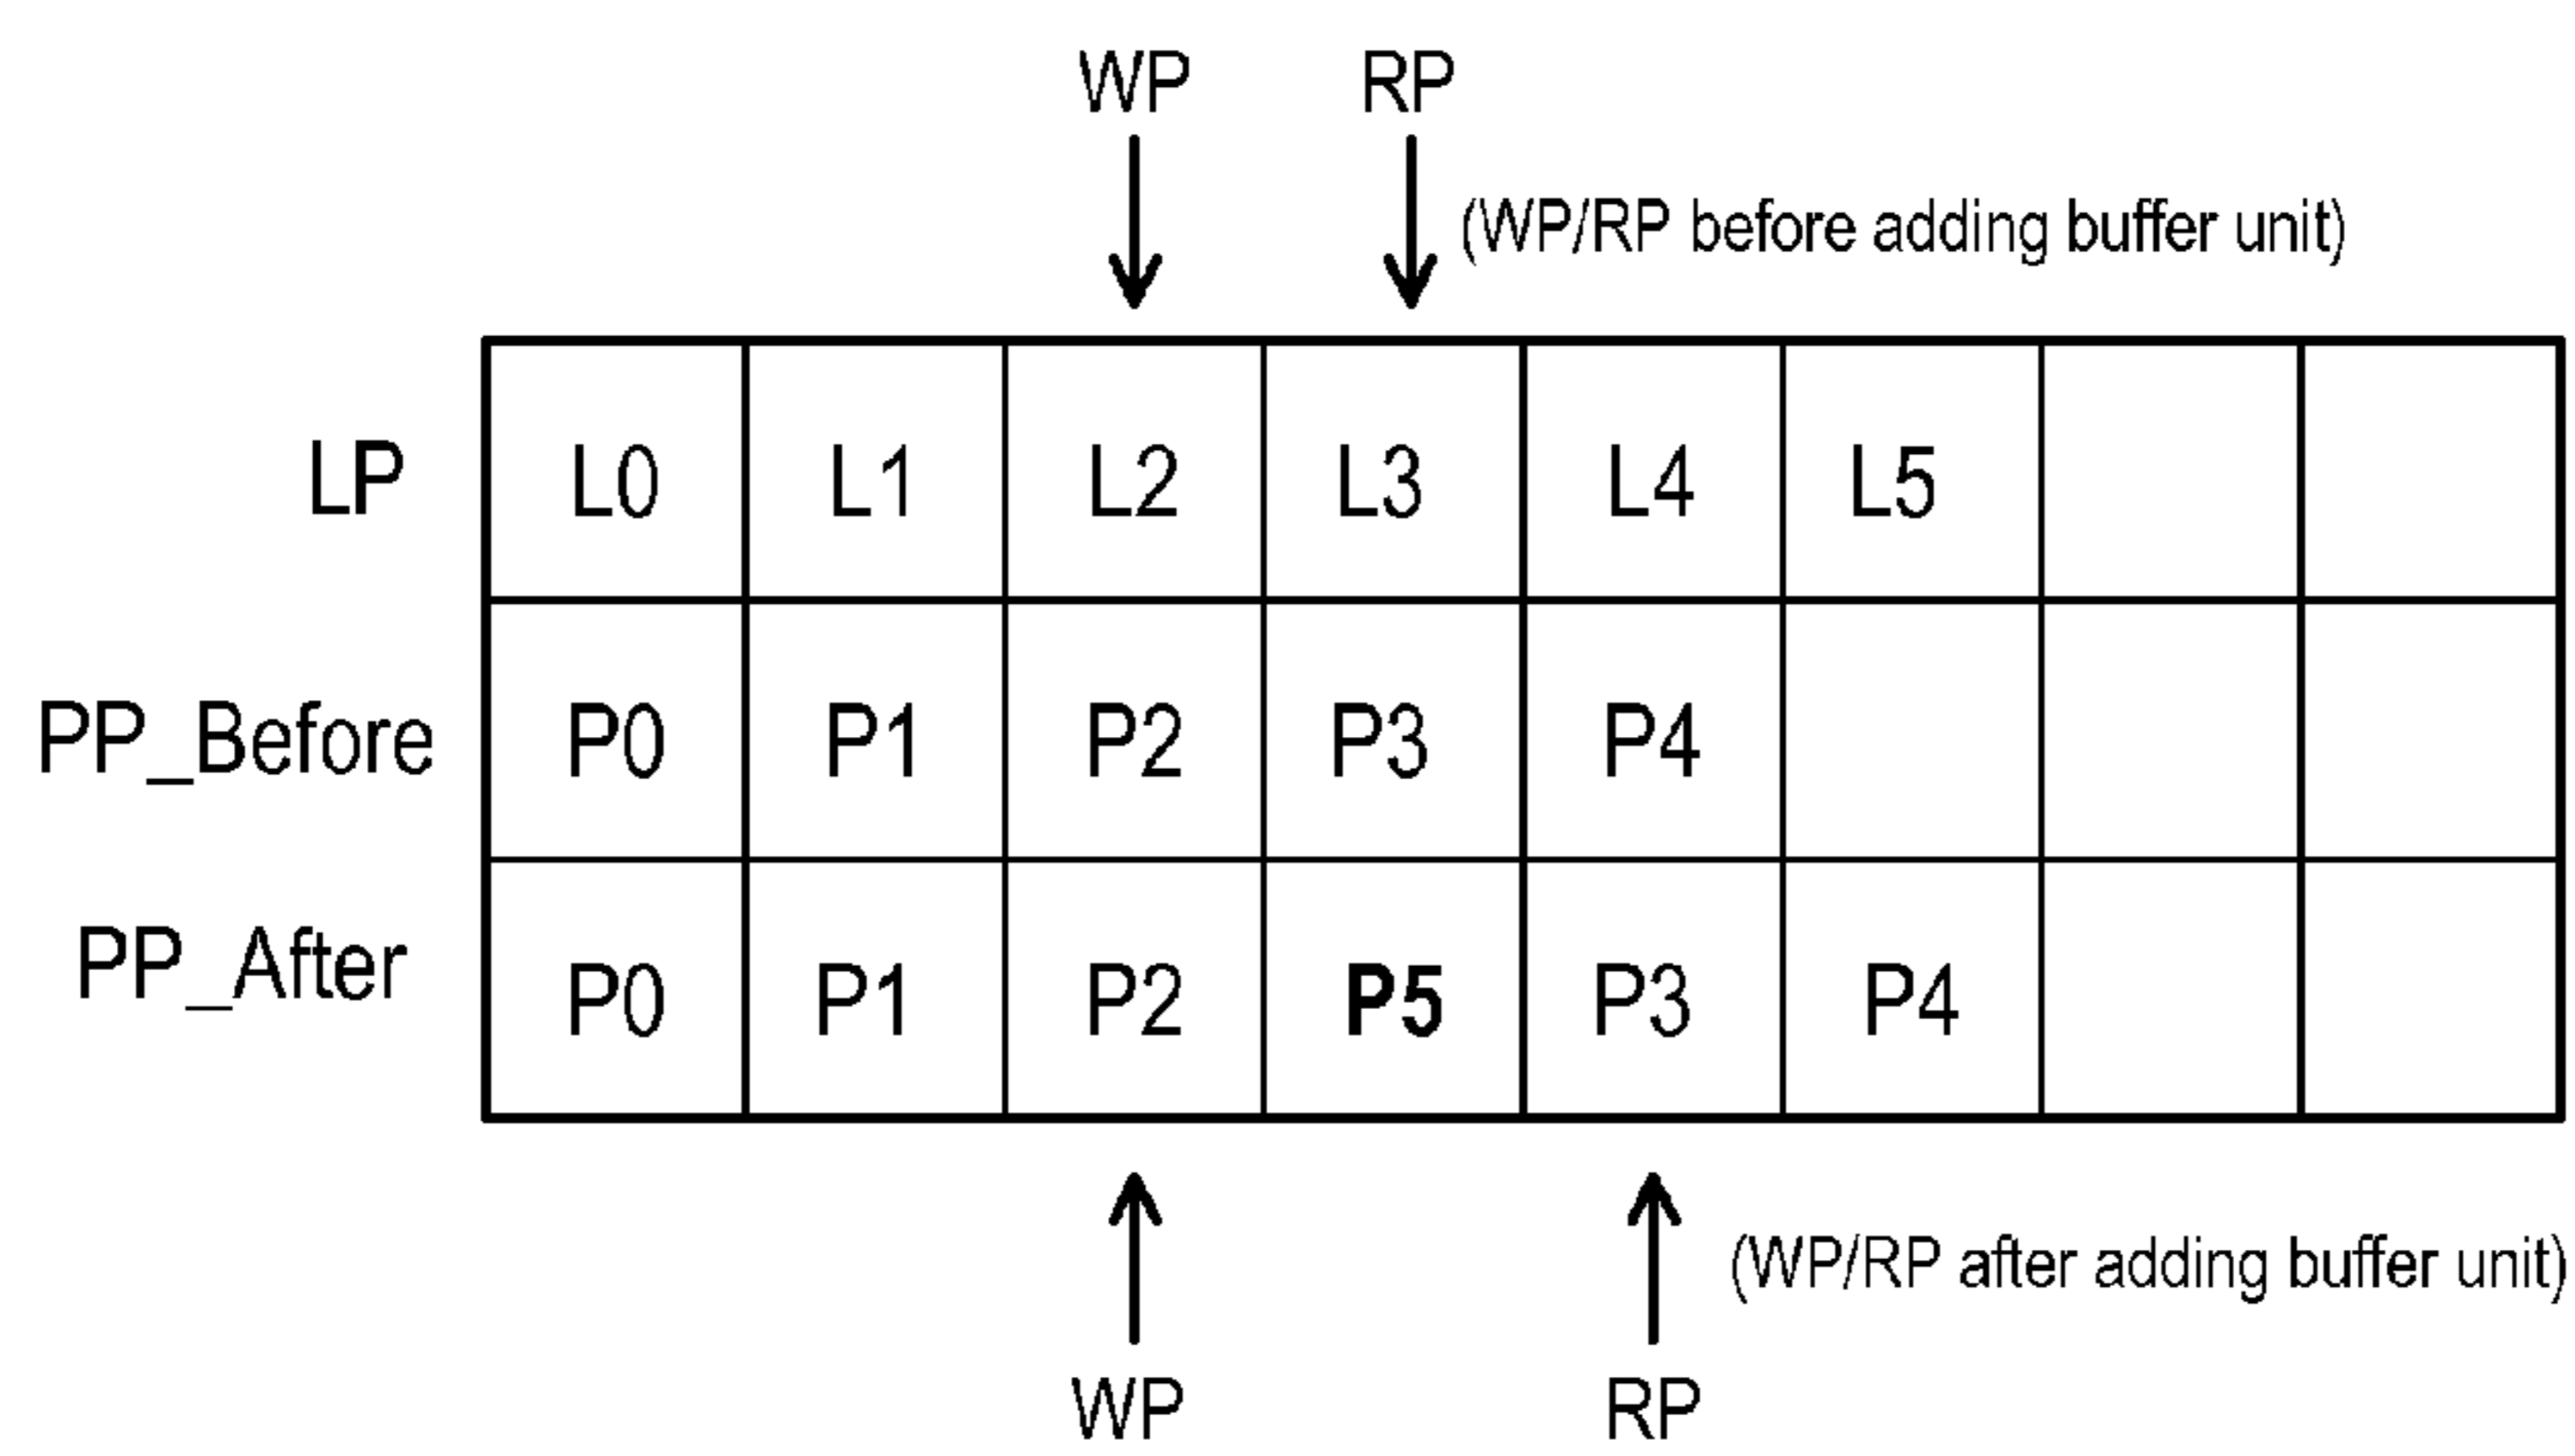 WP RP
(WP/RP before adding buffer unit)
LP L0 L1 L2 L3 L4 L5
PP_Before P0 P1 P2 P3 P4
PP_After P0 P1 P2 P5 P3 P4
(WP/RP after adding buffer unit)
WP RP